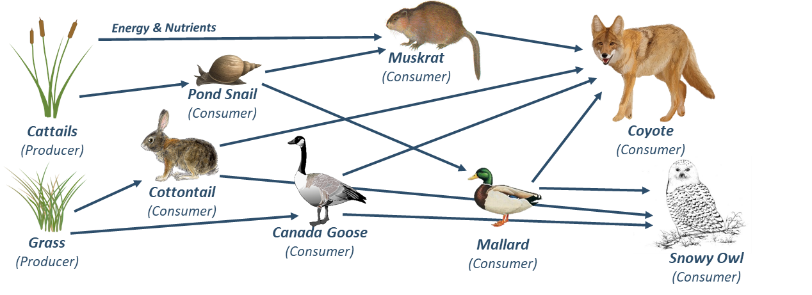 Energy & Nutrients
Muskrat
(Consumer)
Pond Snail
(Consumer)
Cattails
(Producer)
Coyote
(Consumer)
Cottontail
(Consumer)
Grass
(Producer)
Canada Goose
(Consumer)
Mallard
(Consumer)
Snowy Owl
(Consumer)